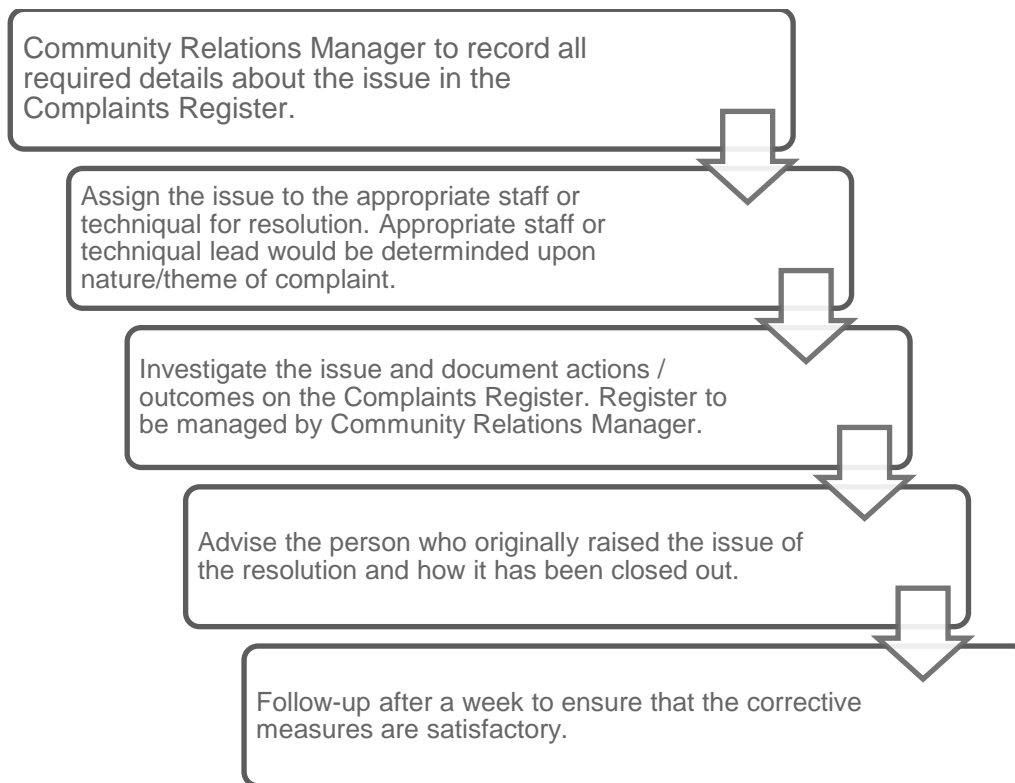 Community Relations Manager to record all
required details about the issue in the
Complaints Register.
Assign the issue to the appropriate staff or
techniqual for resolution. Appropriate staff or
techniqual lead would be determinded upon
nature/theme of complaint.
Investigate the issue and document actions /
outcomes on the Complaints Register. Register to
be managed by Community Relations Manager.
Advise the person who originally raised the issue of
the resolution and how it has been closed out.
Follow-up after a week to ensure that the corrective
measures are satisfactory.